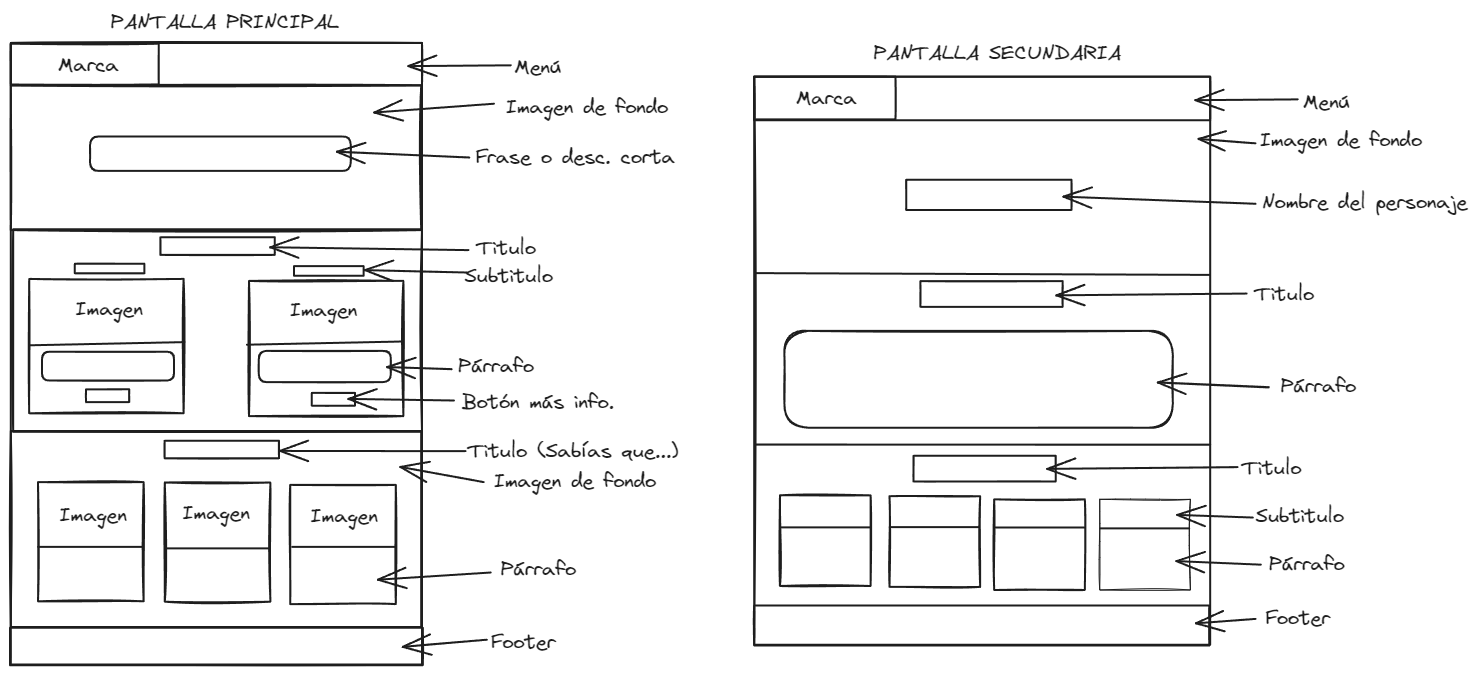 PANTALLA PRINCIPAL
Marca
Menú
Imagen de fondo
Frase o desc. corta
Titulo
Subtitulo
Imagen
Imagen
Párrafo
Botón más info.
Titulo (Sabías que...)
Imagen de fondo
Imagen
Imagen
Imagen
Párrafo
Footer
PANTALLA SECUNDARIA
Marca
Menú
Imagen de fondo
Nombre del personaje
Titulo
Párrafo
Titulo
Subtitulo
Párrafo
Footer